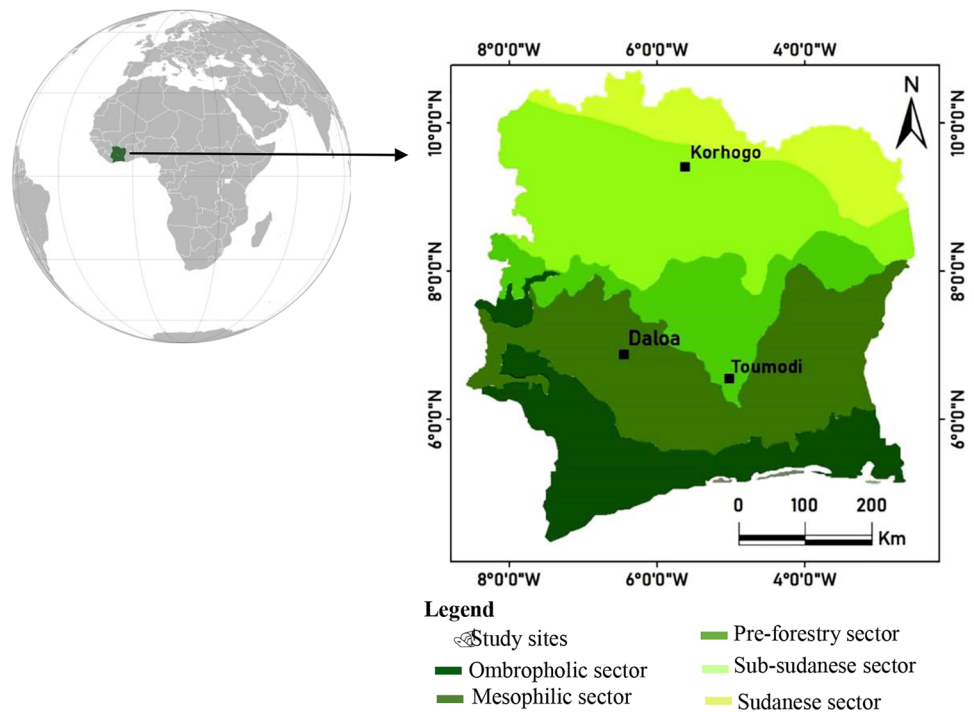 8°0'0"W 6°0'0"W 4°0'0"W
10°0'0"N
10°0'0"N
N
Korhogo
8°0'0"N
8°0'0"N
Daloa
Toumodi
6°0'0"N
6°0'0"N
0 100 200
Km
8°0'0"W 6°0'0"W 4°0'0"W
Legend
Study sites
Ombropholic sector
Mesophilic sector
Pre-forestry sector
Sub-sudanese sector
Sudanese sector